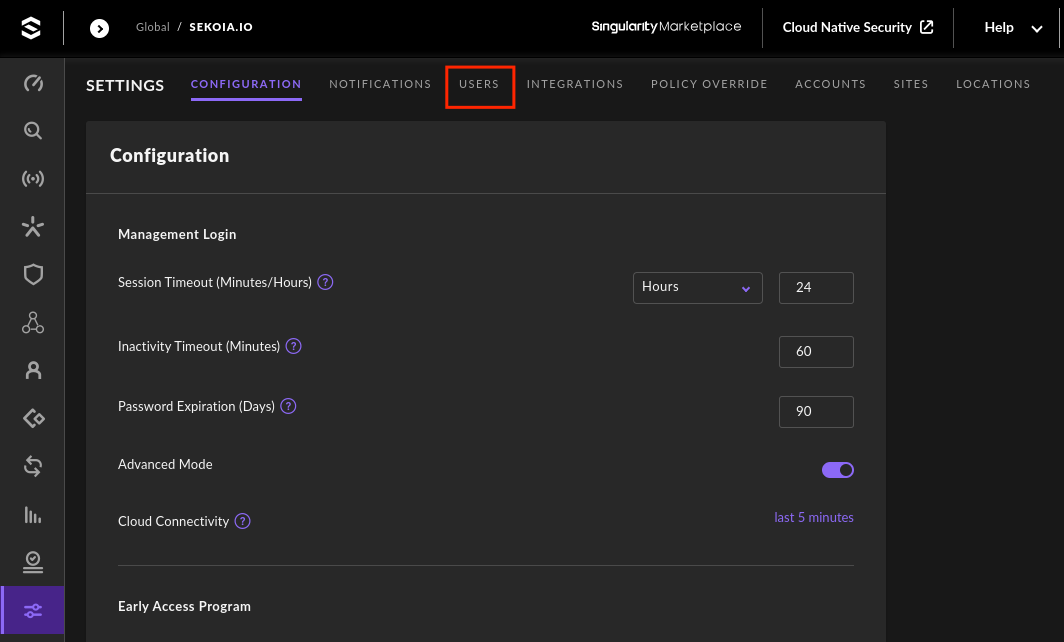 Global / SEKOIA.IO
Singularity Marketplace
Cloud Native Security
Help
SETTINGS CONFIGURATION NOTIFICATIONS USERS INTEGRATIONS POLICY OVERRIDE ACCOUNTS SITES LOCATIONS
Configuration
Management Login
Session Timeout (Minutes/Hours) ? Hours 24
Inactivity Timeout (Minutes) ? 60
Password Expiration (Days) ? 90
Advanced Mode
Cloud Connectivity ? last 5 minutes
Early Access Program